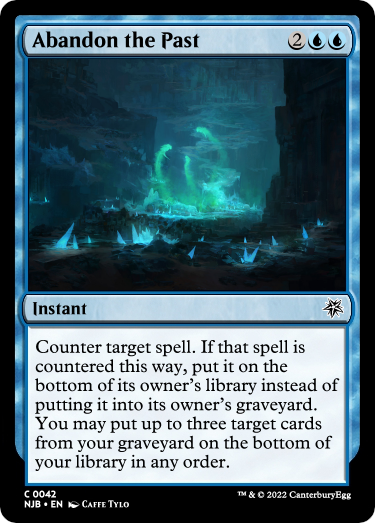 Abandon the Past 2
Instant
Counter target spell. If that spell is
countered this way, put it on the
bottom of its owner's library instead of
putting it into its owner's graveyard.
You may put up to three target cards
from your graveyard on the bottom of
your library in any order.
C 0042
™ & © 2022 CanterburyEgg
NJB • EN Caffe Tylo